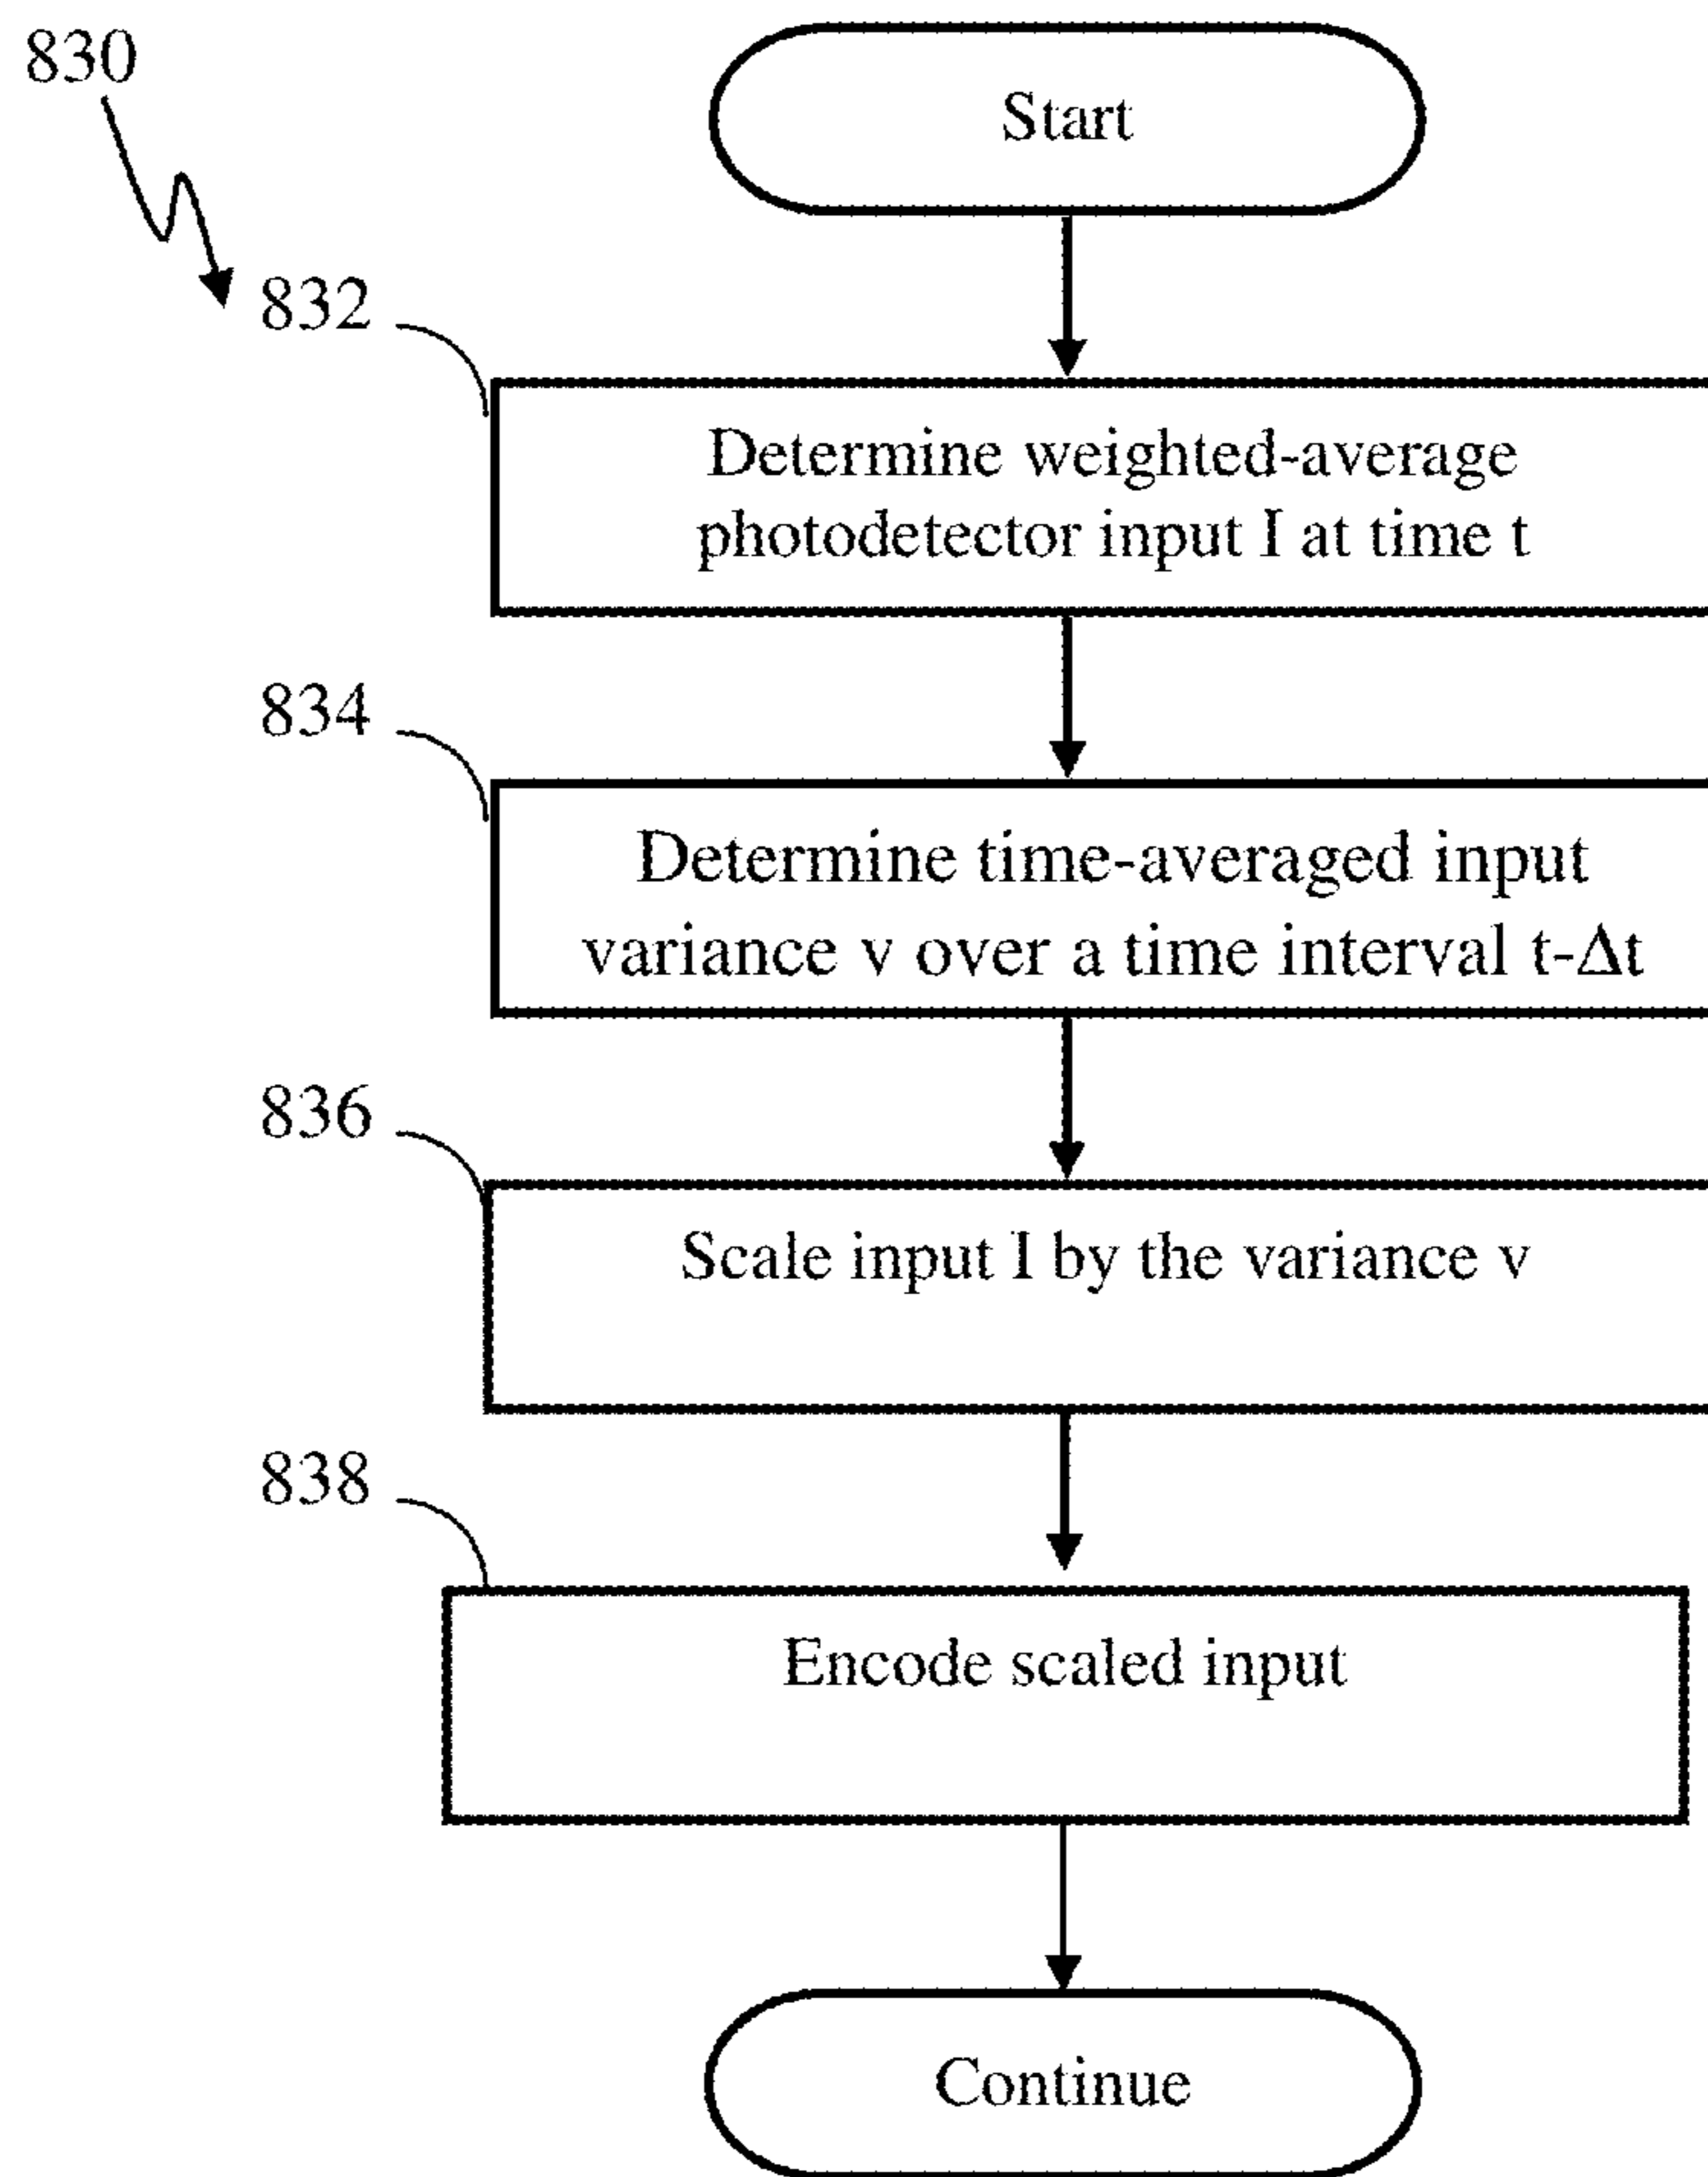 830
Start
832
Determine weighted-average
photodetector input I at time t
834
Determine time-averaged input
variance v over a time interval t-Δt
836
Scale input I by the variance v
838
Encode scaled input
Continue